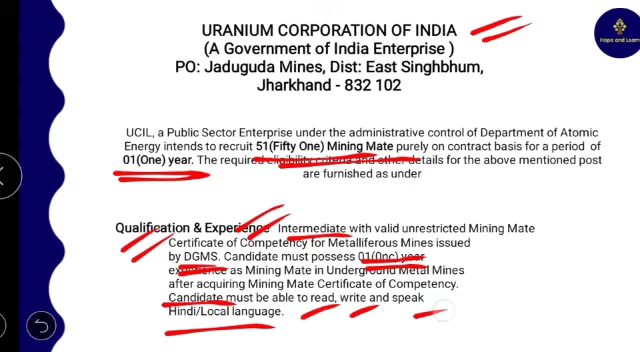 URANIUM CORPORATION OF INDIA
(A Government of India Enterprise )
PO: Jaduguda Mines, Dist: East Singhbhum,
Jharkhand - 832 102
Hope and Learn
UCIL, a Public Sector Enterprise under the administrative control of Department of Atomic
Energy intends to recruit 51(Fifty One) Mining Mate purely on contract basis for a period of
01(One) year. The required eligibility criteria and other details for the above mentioned post
are furnished as under
Qualification & Experience Intermediate with valid unrestricted Mining Mate
Certificate of Competency for Metalliferous Mines issued
by DGMS. Candidate must possess 01(One) year
experience as Mining Mate in Underground Metal Mines
after acquiring Mining Mate Certificate of Competency.
Candidate must be able to read, write and speak
Hindi/Local language.